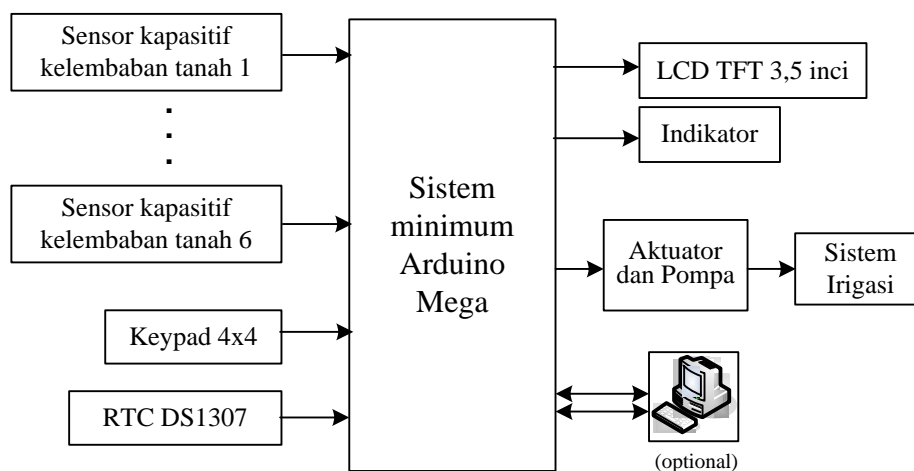 Sensor kapasitif
kelembaban tanah 1
Sensor kapasitif
kelembaban tanah 6
Keypad 4x4
RTC DS1307
Sistem
minimum
Arduino
Mega
LCD TFT 3,5 inci
Indikator
Aktuator
dan Pompa
Sistem
Irigasi
(optional)